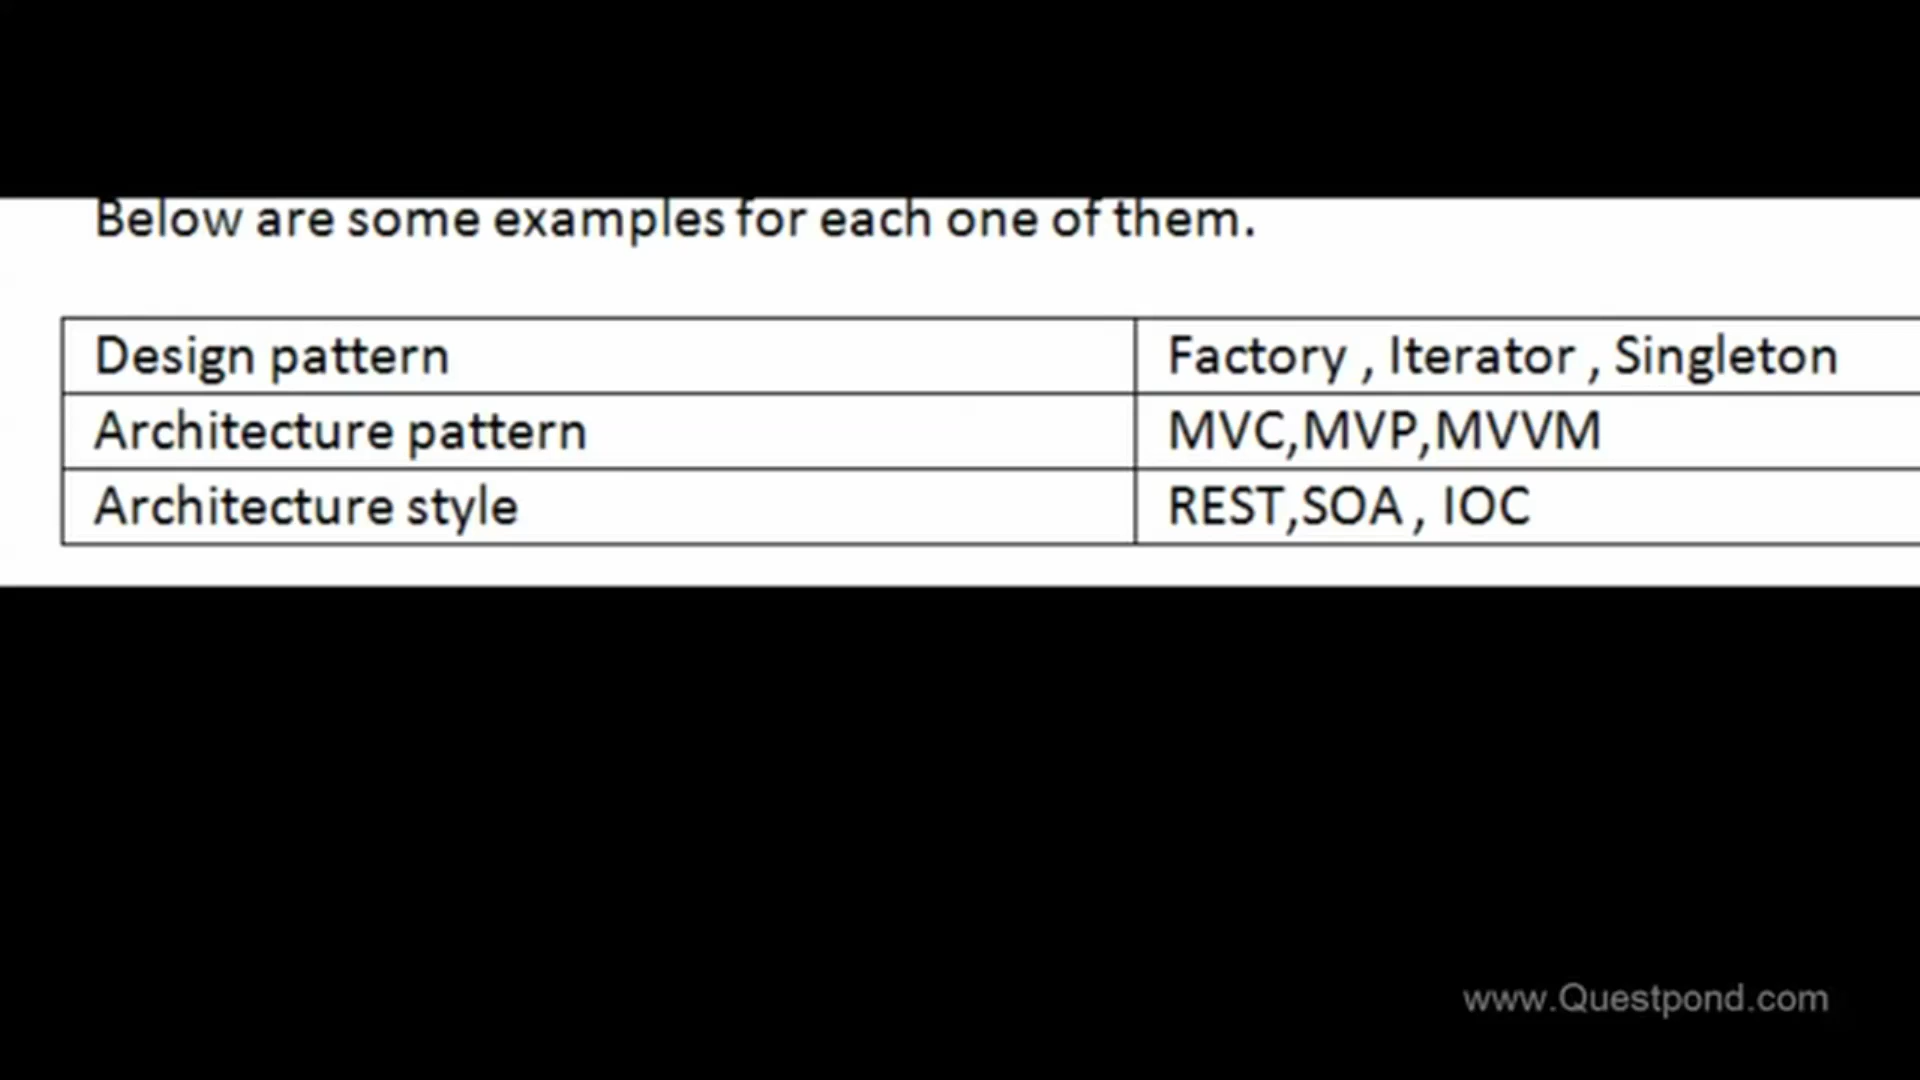 Below are some examples for each one of them.
Design pattern Factory , Iterator , Singleton
Architecture pattern MVC,MVP,MVVM
Architecture style REST,SOA , IOC
www.Questpond.com